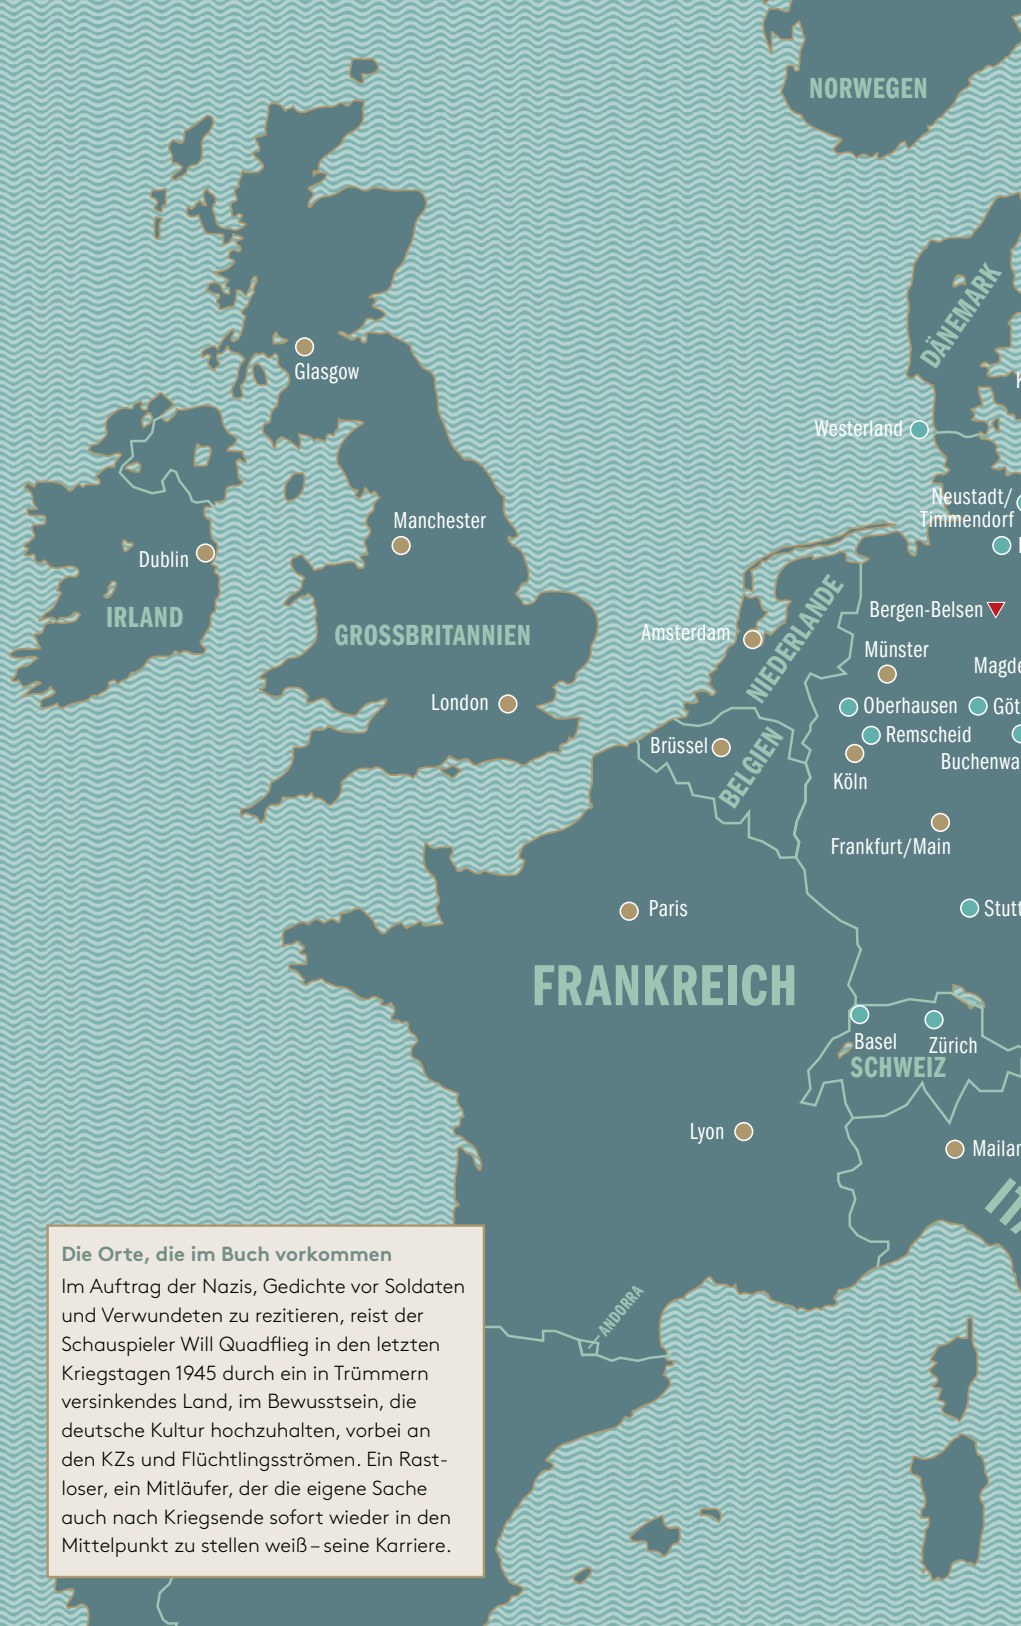 NORWEGEN
DÄNEMARK
Glasgow
Westerland
Neustadt/
Timmendorf
Manchester
Dublin
IRLAND
GROSSBRITANNIEN
Bergen-Belsen
Amsterdam
NIEDERLANDE
Münster
London
Oberhausen
Remscheid
Brüssel
BELGIEN
Köln
Frankfurt/Main
Paris
FRANKREICH
Basel
Zürich
SCHWEIZ
Lyon
ANDORRA
Die Orte, die im Buch vorkommen
Im Auftrag der Nazis, Gedichte vor Soldaten
und Verwundeten zu rezitieren, reist der
Schauspieler Will Quadflieg in den letzten
Kriegstagen 1945 durch ein in Trümmern
versinkendes Land, im Bewusstsein, die
deutsche Kultur hochzuhalten, vorbei an
den KZs und Flüchtlingsströmen. Ein Rast-
loser, ein Mitläufer, der die eigene Sache
auch nach Kriegsende sofort wieder in den
Mittelpunkt zu stellen weiß – seine Karriere.